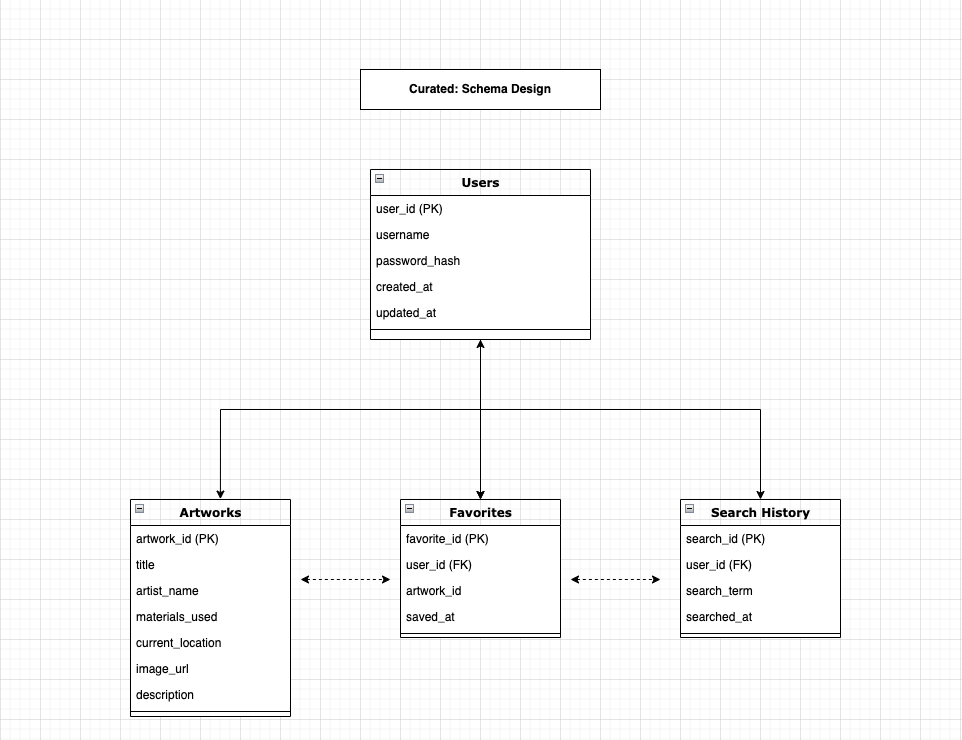 Curated: Schema Design
Users
user_id (PK)
username
password_hash
created_at
updated_at
Artworks
artwork_id (PK)
title
artist_name
materials_used
current_location
image_url
description
Favorites
favorite_id (PK)
user_id (FK)
artwork_id
saved_at
Search History
search_id (PK)
user_id (FK)
search_term
searched_at